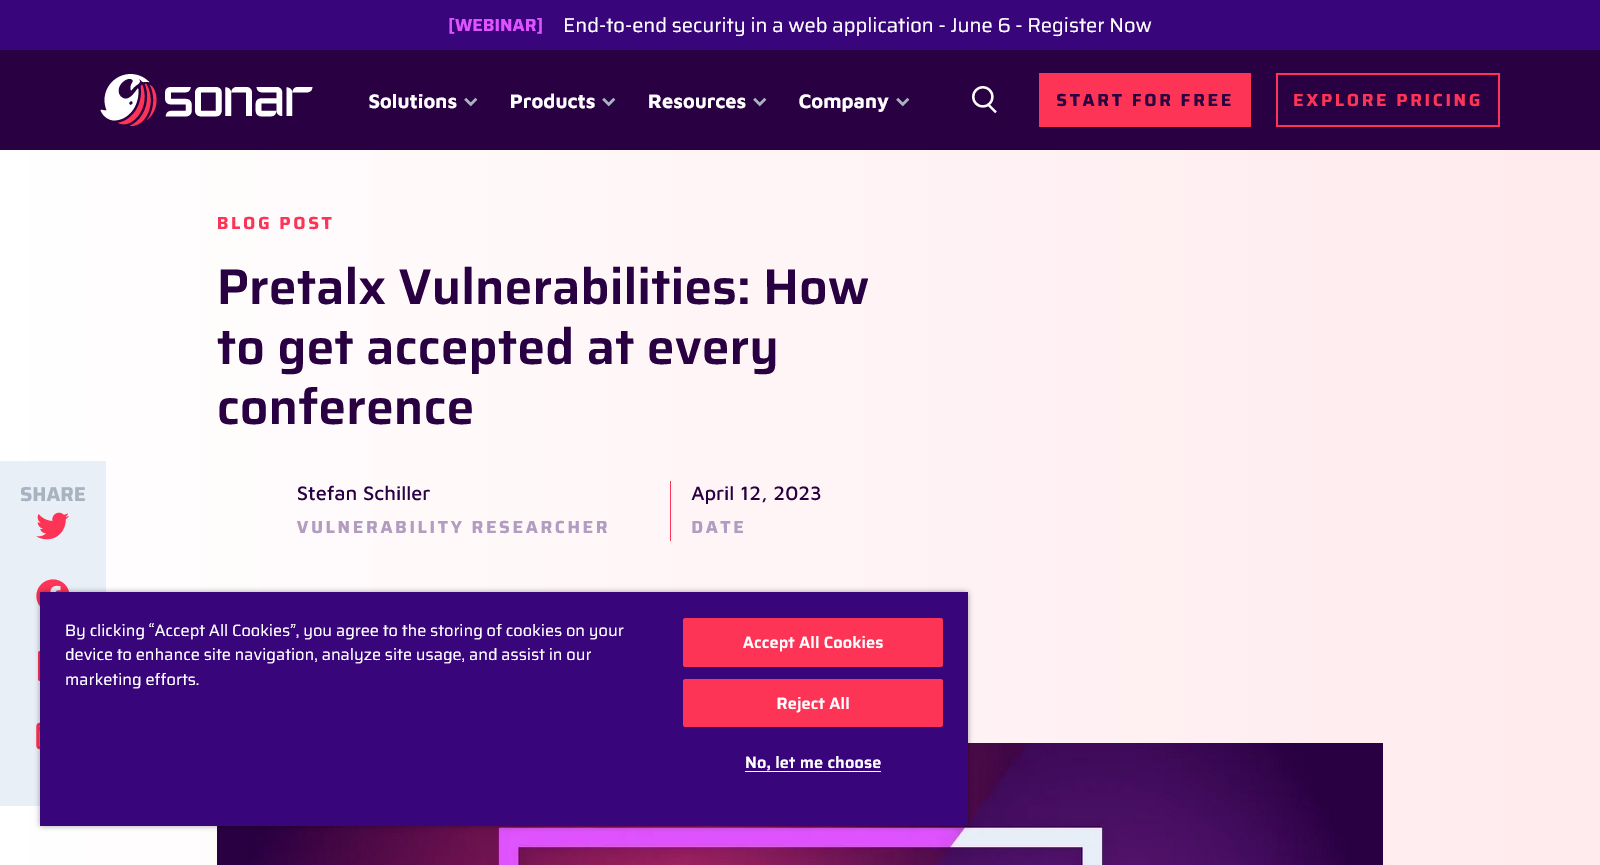 [WEBINAR] End-to-end security in a web application - June 6 - Register Now
sonar Solutions Products Resources Company START FOR FREE EXPLORE PRICING
BLOG POST
Pretalx Vulnerabilities: How
to get accepted at every
conference
Stefan Schiller
VULNERABILITY RESEARCHER
April 12, 2023
DATE
SHARE
By clicking “Accept All Cookies”, you agree to the storing of cookies on your
device to enhance site navigation, analyze site usage, and assist in our
marketing efforts.
Accept All Cookies
Reject All
No, let me choose